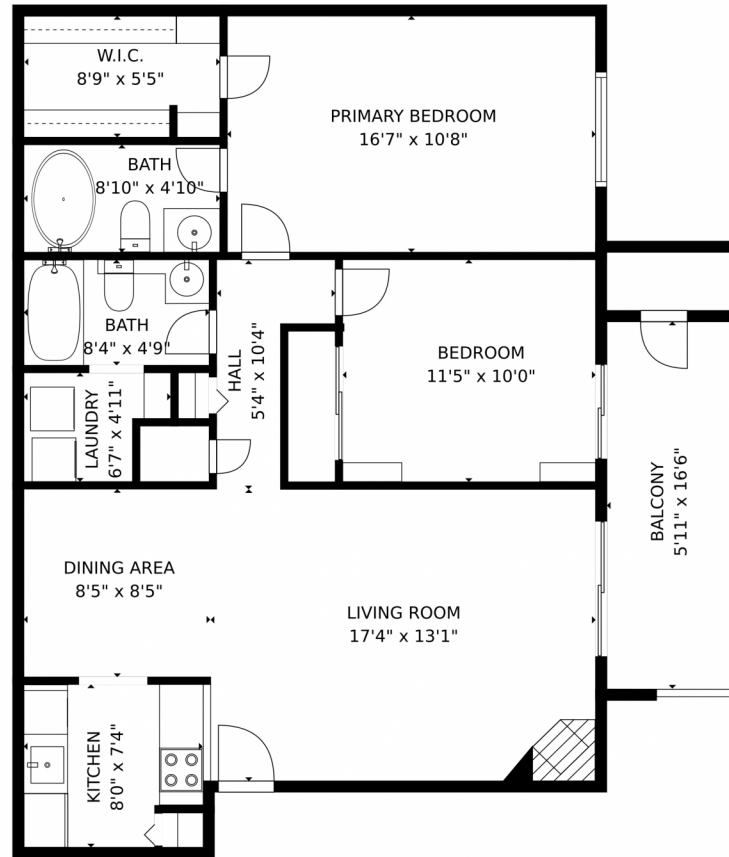 W.I.C.
8'9" x 5'5"
PRIMARY BEDROOM
16'7" x 10'8"
BATH
8'10" x 4'10"
BATH
8'4" x 4'9"
HALL
5'4" x 10'4"
BEDROOM
11'5" x 10'0"
LAUNDRY
6'7" x 4'11"
BALCONY
5'11" x 16'6"
DINING AREA
8'5" x 8'5"
LIVING ROOM
17'4" x 13'1"
KITCHEN
8'0" x 7'4"